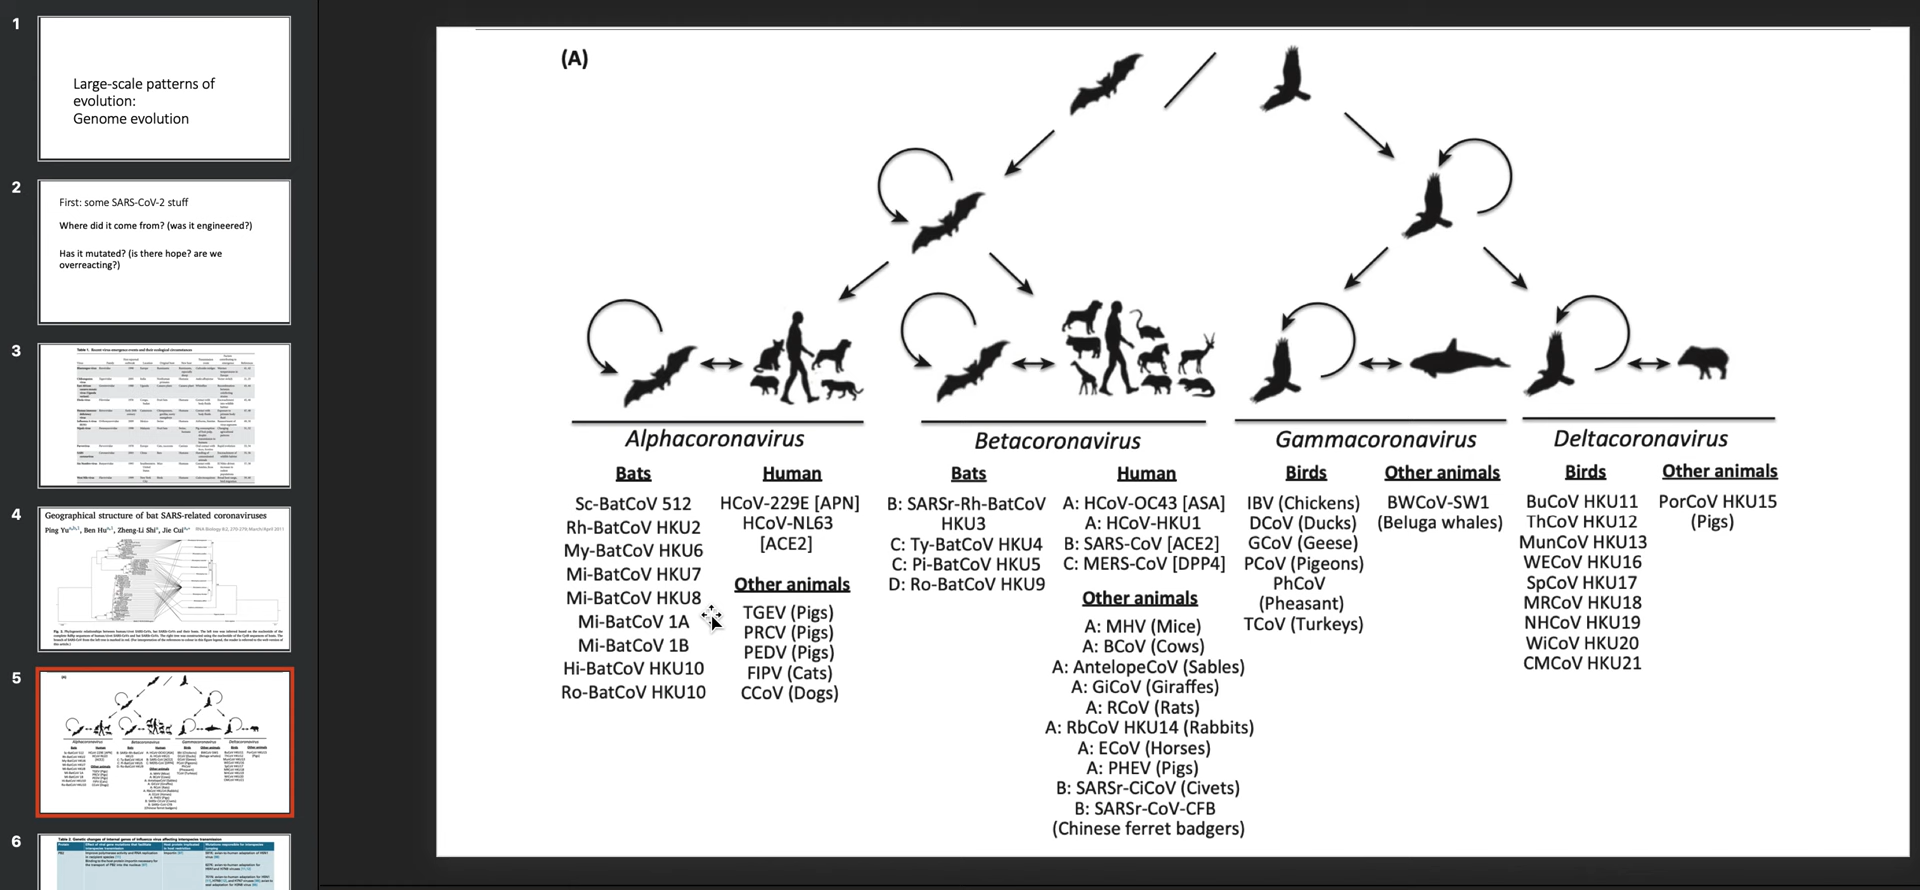 1
Large-scale patterns of
evolution:
Genome evolution
2
First: some SARS-CoV-2 stuff
Where did it come from? (was it engineered?)
Has it mutated? (is there hope? are we
overreacting?)
3
4
Geographical structure of bat SARS-related coronaviruses
5
6
(A)
Alphacoronavirus
Bats
Sc-BatCoV 512
Rh-BatCoV HKU2
My-BatCoV HKU6
Mi-BatCoV HKU7
Mi-BatCoV HKU8
Mi-BatCoV 1A
Mi-BatCoV 1B
Hi-BatCoV HKU10
Ro-BatCoV HKU10
Human
HCoV-229E [APN]
HCoV-NL63
[ACE2]
Other animals
TGEV (Pigs)
PRCV (Pigs)
PEDV (Pigs)
FIPV (Cats)
CCoV (Dogs)
Betacoronavirus
Bats
B: SARSr-Rh-BatCoV
HKU3
C: Ty-BatCoV HKU4
C: Pi-BatCoV HKU5
D: Ro-BatCoV HKU9
Human
A: HCoV-OC43 [ASA]
A: HCoV-HKU1
B: SARS-CoV [ACE2]
C: MERS-CoV [DPP4]
Other animals
A: MHV (Mice)
A: BCoV (Cows)
A: AntelopeCoV (Sables)
A: GiCoV (Giraffes)
A: RCoV (Rats)
A: RbCoV HKU14 (Rabbits)
A: ECoV (Horses)
A: PHEV (Pigs)
B: SARSr-CiCoV (Civets)
B: SARSr-CoV-CFB
(Chinese ferret badgers)
Gammacoronavirus
Birds
IBV (Chickens)
DCoV (Ducks)
GCoV (Geese)
PCoV (Pigeons)
PhCoV
(Pheasant)
TCoV (Turkeys)
Other animals
BWCoV-SW1
(Beluga whales)
Deltacoronavirus
Birds
BuCoV HKU11
ThCoV HKU12
MunCoV HKU13
WECoV HKU16
SpCoV HKU17
MRCoV HKU18
NHCoV HKU19
WiCoV HKU20
CMCoV HKU21
Other animals
PorCoV HKU15
(Pigs)